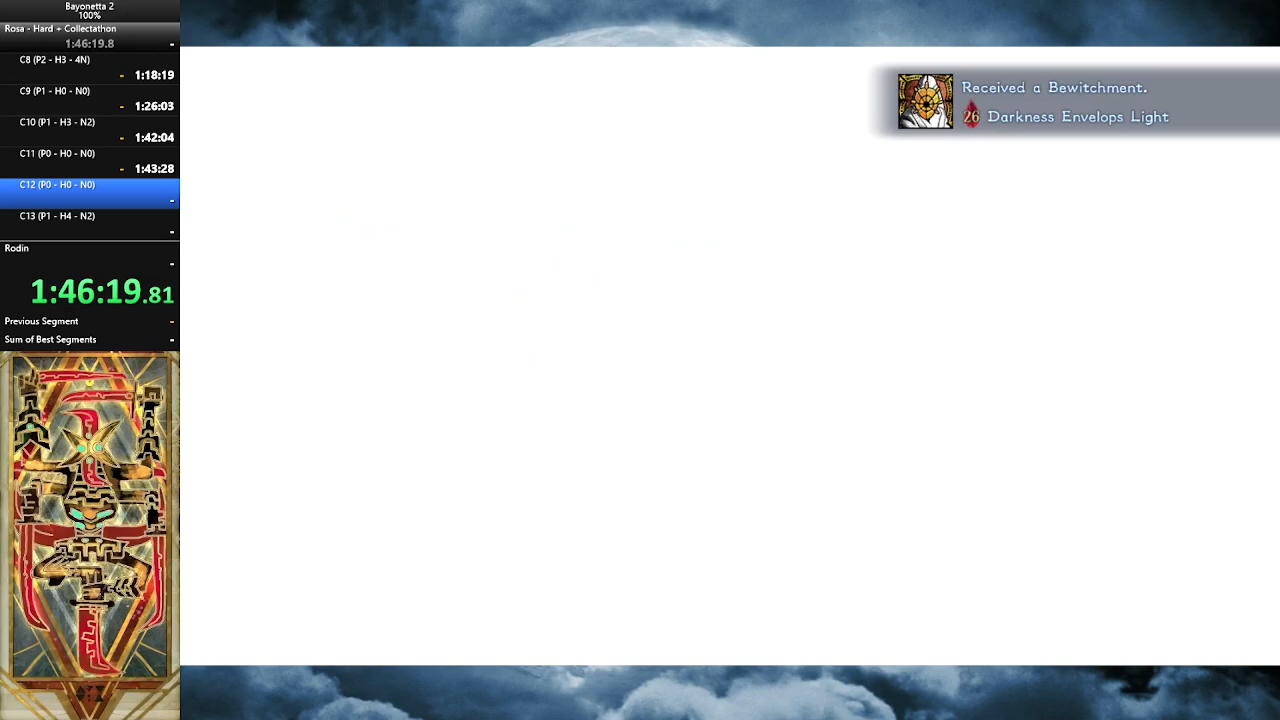 Bayonetta 2
100%
Rosa - Hard + Collectathon
1:46:19.8 -
C8 (P2 - H3 - 4N)
- 1:18:19
C9 (P1 - H0 - N0)
- 1:26:03
C10 (P1 - H3 - N2)
- 1:42:04
C11 (P0 - H0 - N0)
- 1:43:28
C12 (P0 - H0 - N0)
-
C13 (P1 - H4 - N2)
-
Rodin
-
1:46:19.81
Previous Segment -
Sum of Best Segments -
Received a Bewitchment.
26 Darkness Envelops Light